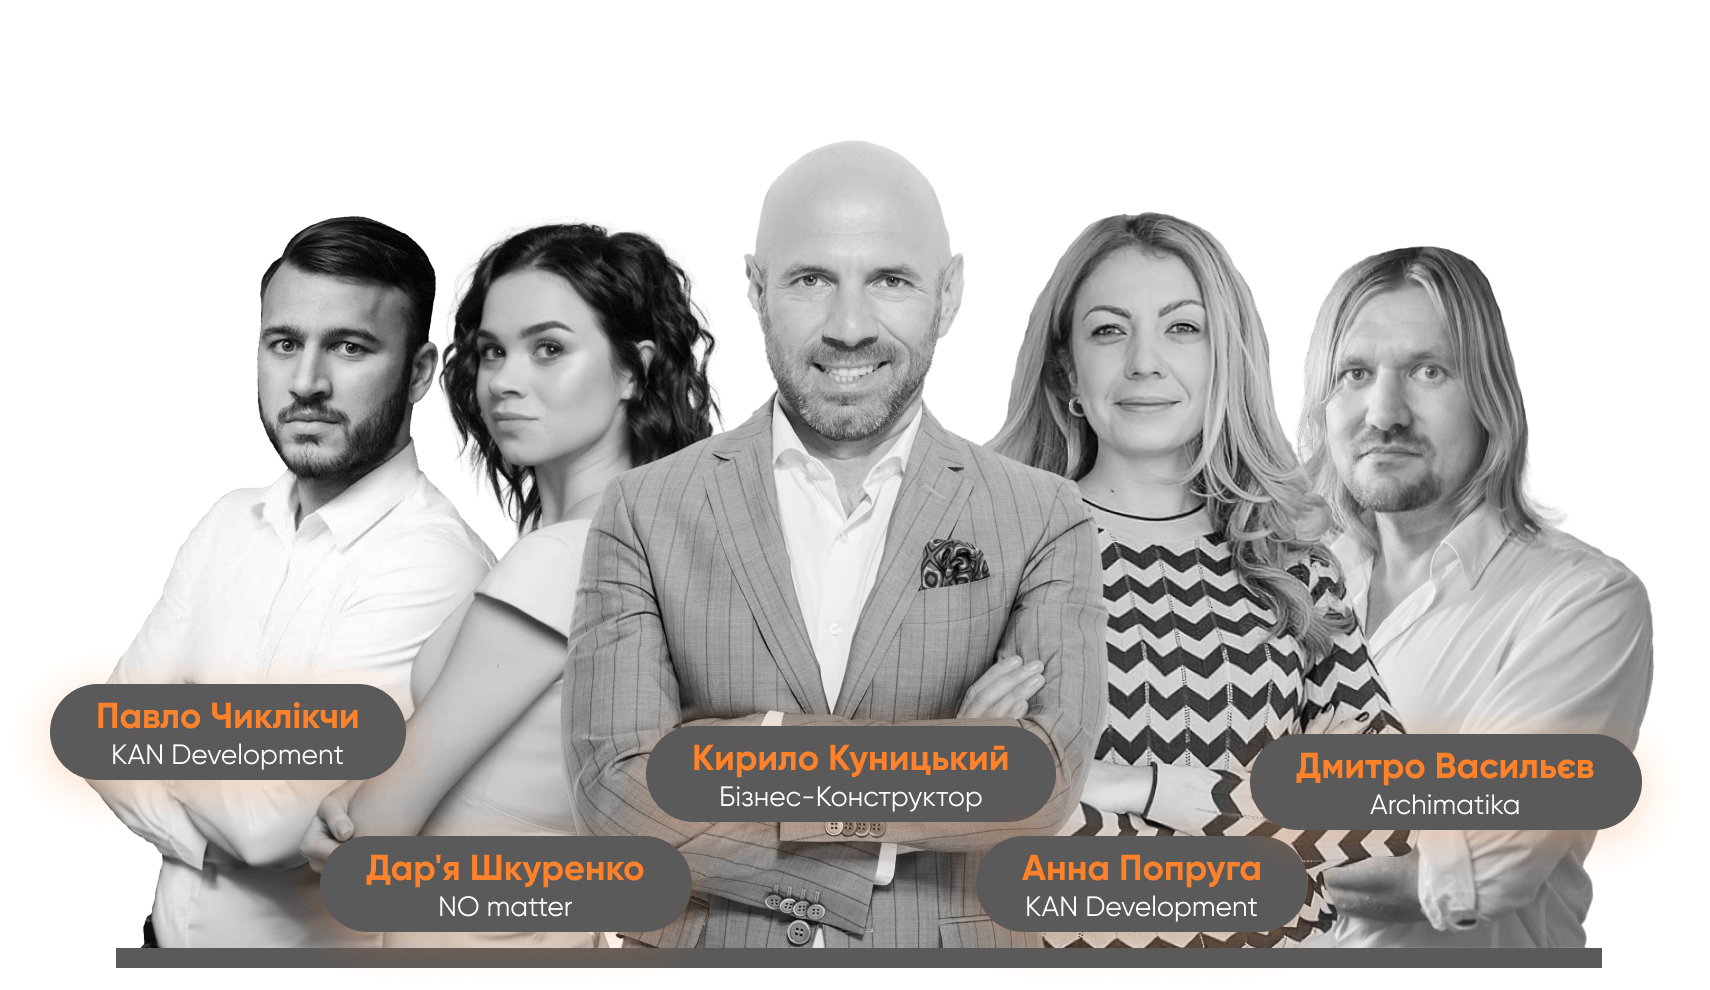 Павло Чиклікчи
KAN Development
Дар'я Шкуренко
NO matter
Кирило Куницький
Бізнес-Конструктор
Анна Попруга
KAN Development
Дмитро Васильєв
Archimatika